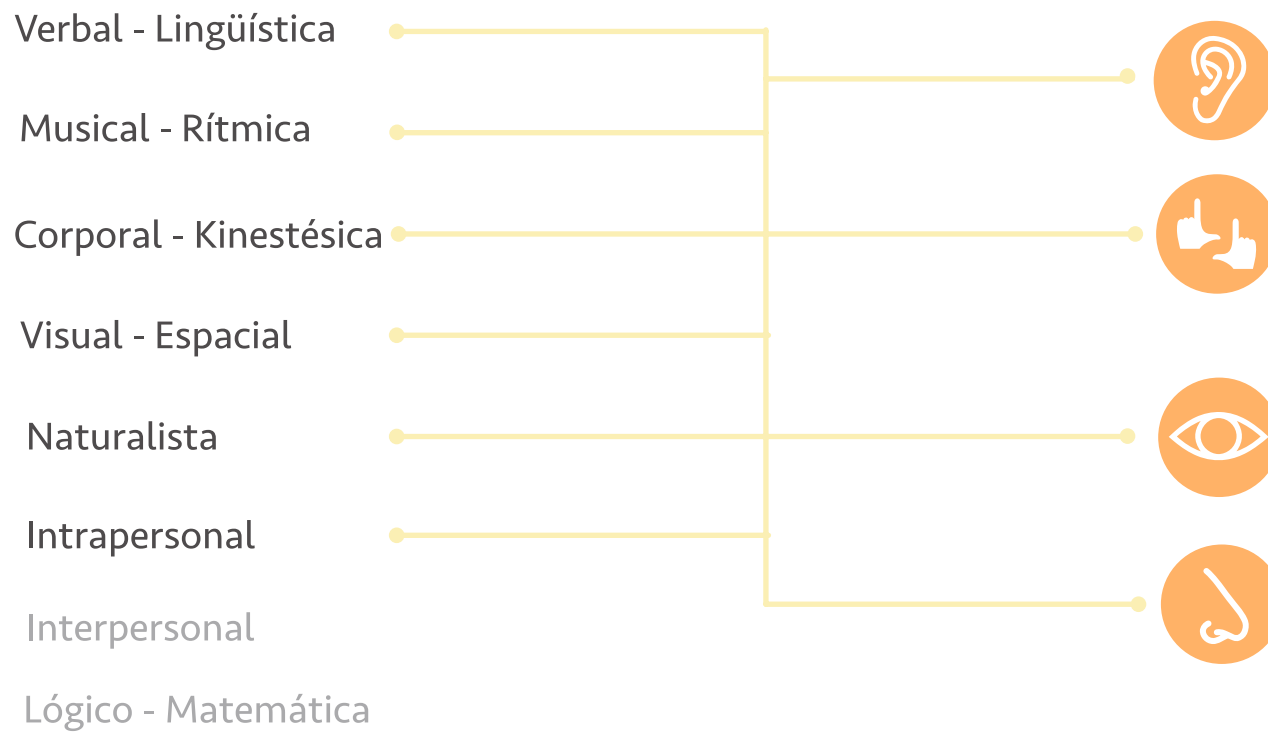 Verbal - Lingüística
Musical - Rítmica
Corporal - Kinestésica
Visual - Espacial
Naturalista
Intrapersonal
Interpersonal
Lógico - Matemática